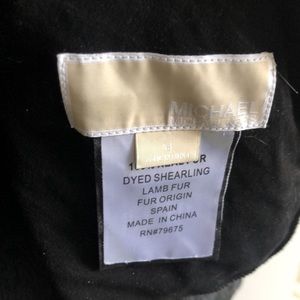 MICHAEL
DYED SHEARLING
LAMB FUR
FUR ORIGIN
SPAIN
MADE IN CHINA
RN#79675